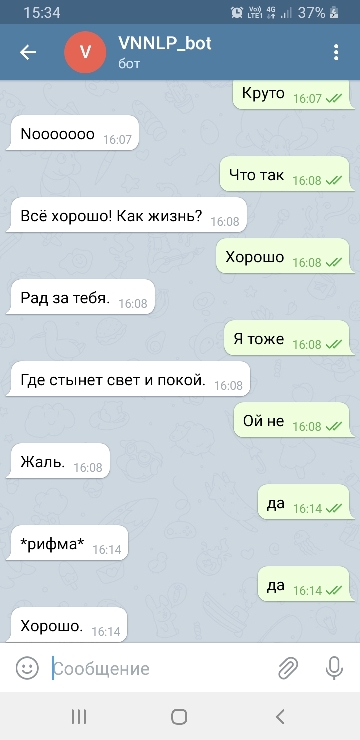 15:34 Vo) LTE1 4G 37%
VNNLP_bot
V
бот
Круто 16:07
Nooooooo 16:07
Что так 16:08
Всё хорошо! Как жизнь? 16:08
Хорошо 16:08
Рад за тебя. 16:08
Я тоже 16:08
Где стынет свет и покой. 16:08
Ой не 16:08
Жаль. 16:08
да 16:14
*рифма* 16:14
да 16:14
Хорошо. 16:14
Сообщение